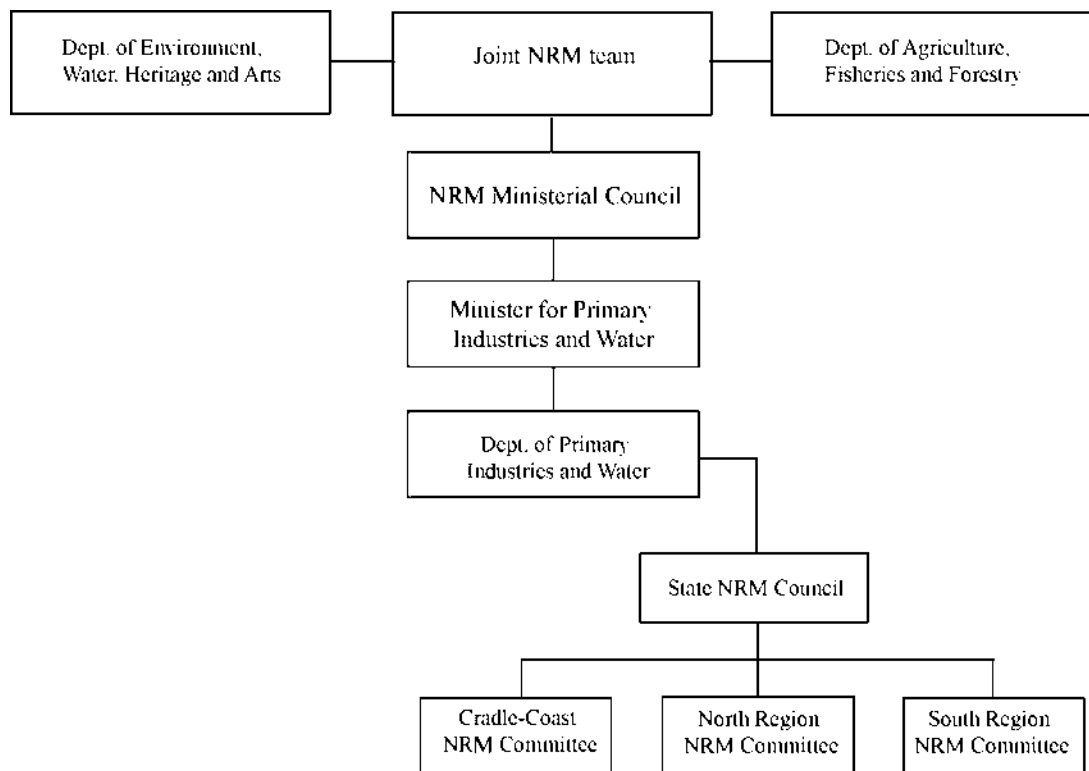 Dept. of Environment,
Water, Heritage and Arts
Joint NRM team
Dept. of Agriculture,
Fisheries and Forestry
NRM Ministerial Council
Minister for Primary
Industries and Water
Dept. of Primary
Industries and Water
State NRM Council
Cradle-Coast
NRM Committee
North Region
NRM Committee
South Region
NRM Committee